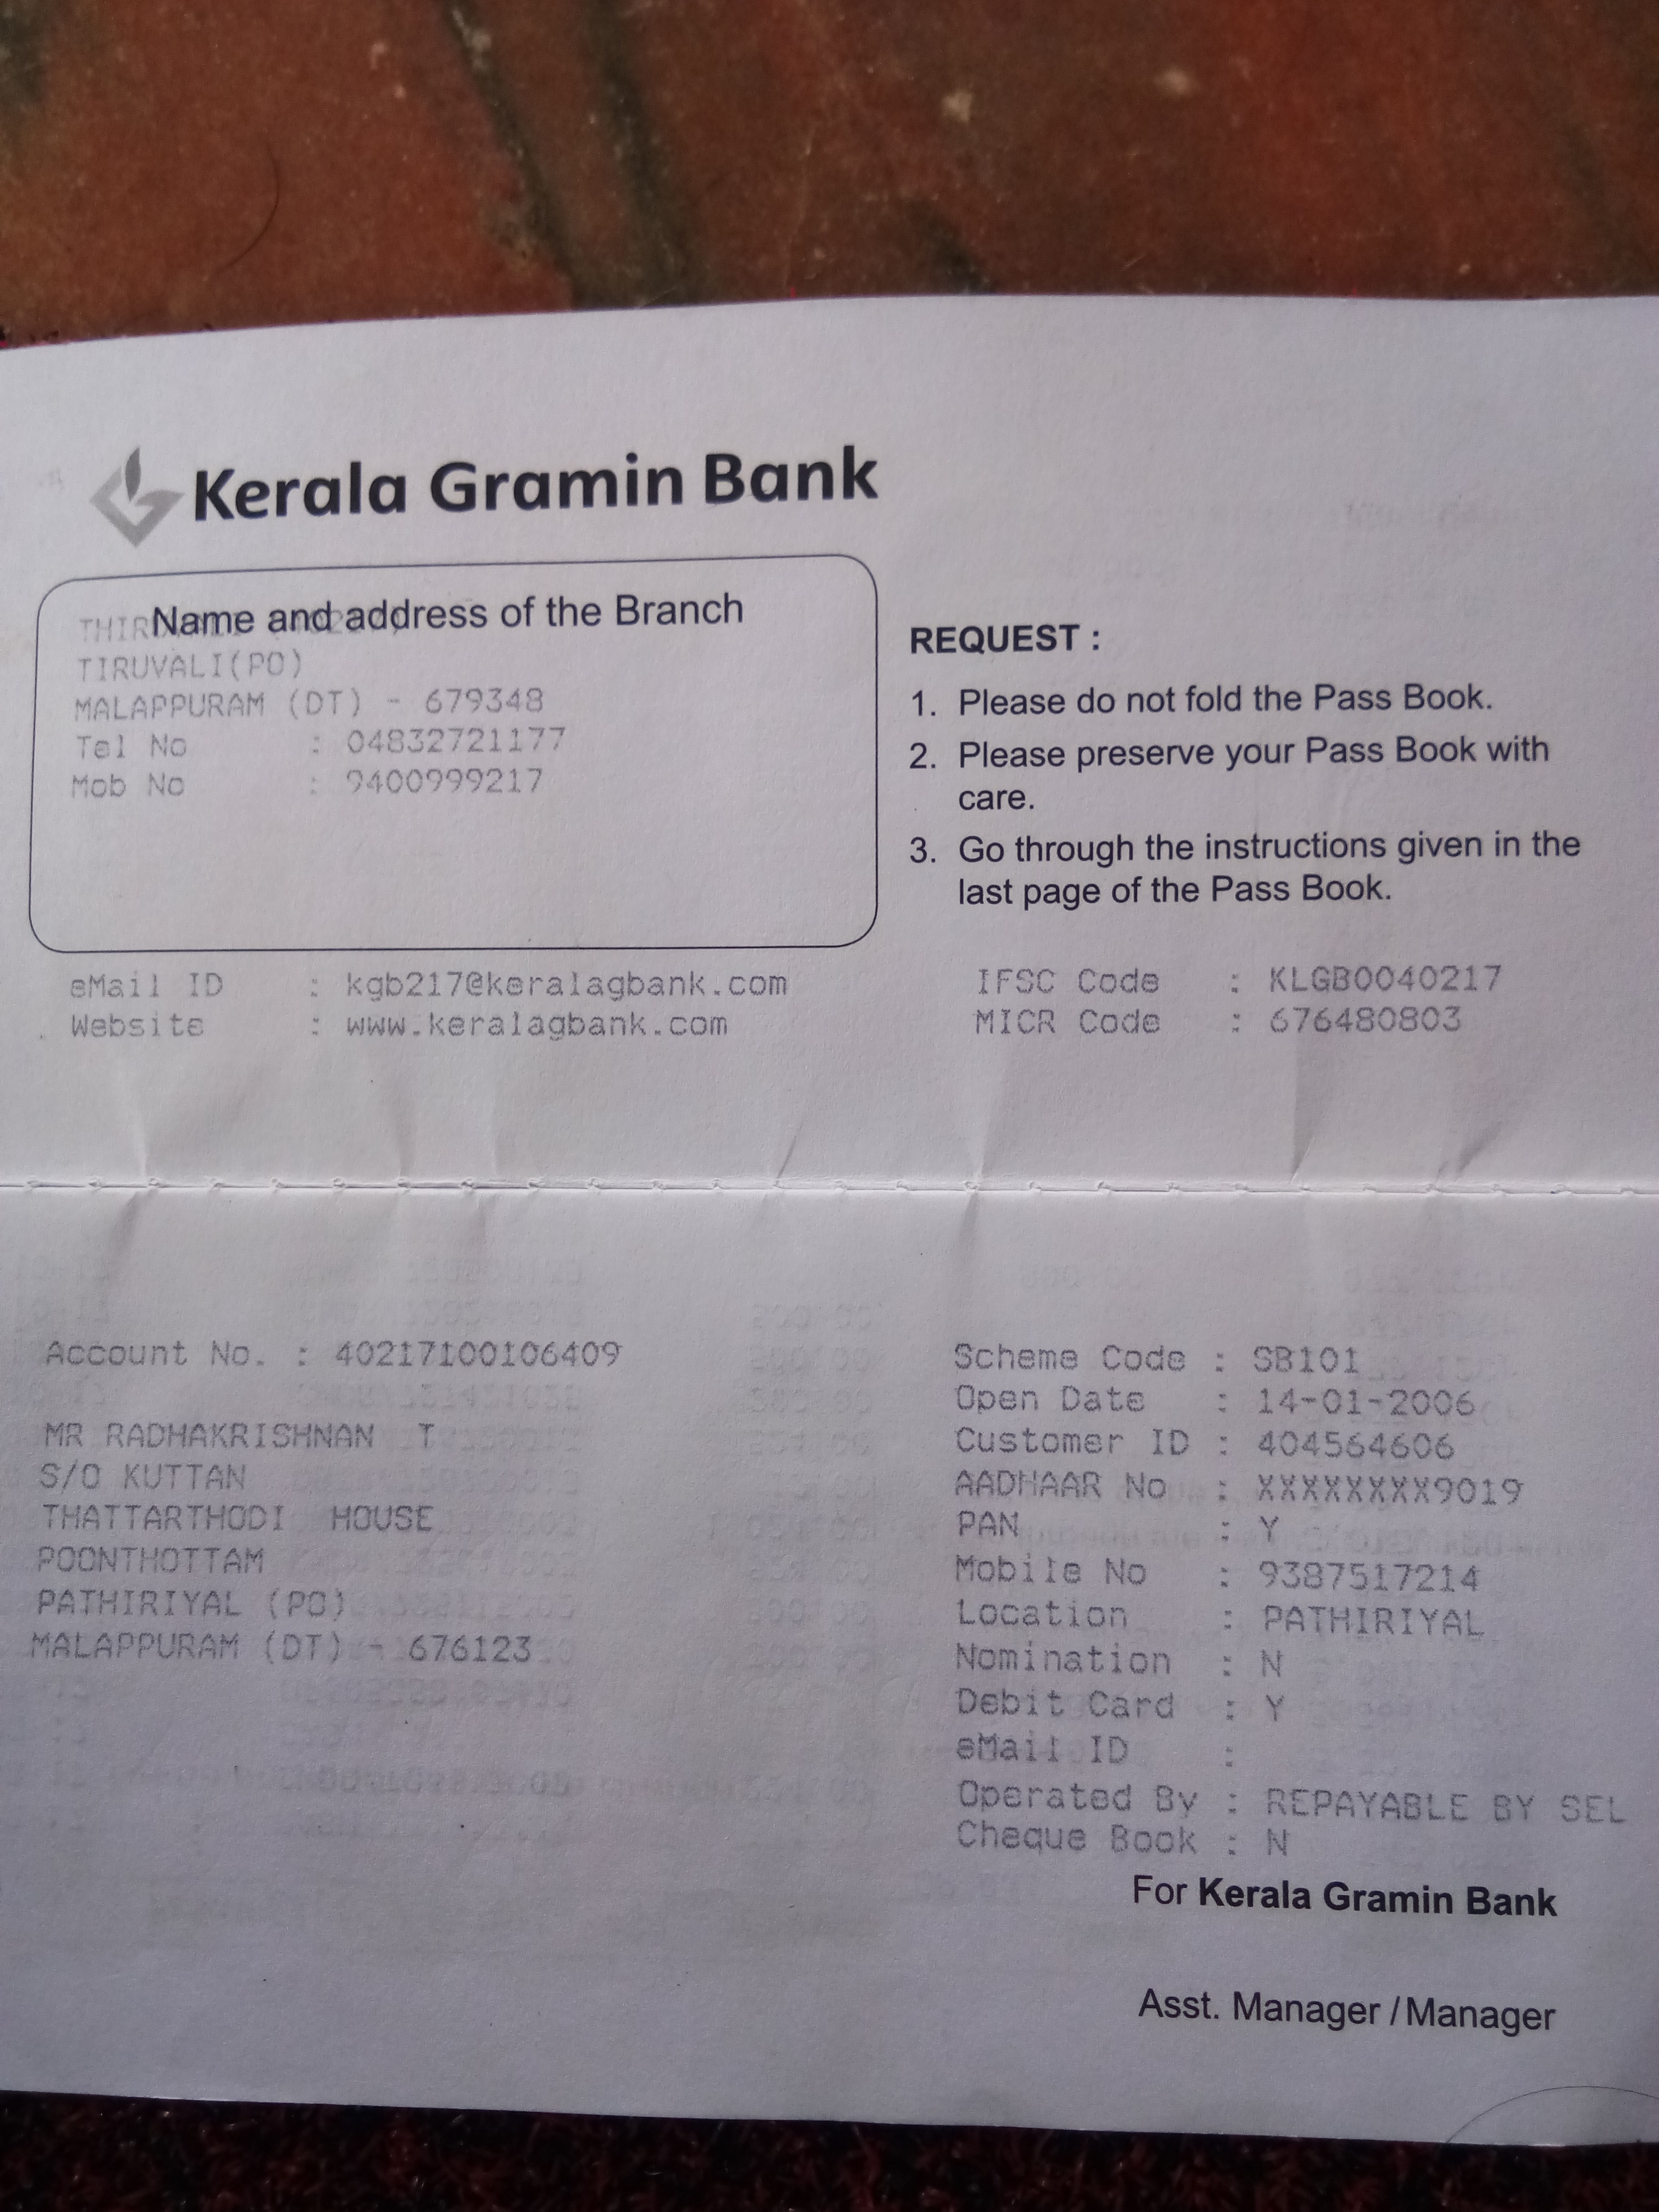 Kerala Gramin Bank
Name and address of the Branch
TIRUVALI(PO)
MALAPPURAM (DT) - 679348
Tel No : 04832721177
Mob No : 9400999217
REQUEST :
1. Please do not fold the Pass Book.
2. Please preserve your Pass Book with
care.
3. Go through the instructions given in the
last page of the Pass Book.
eMail ID : kgb217@keralagbank.com
Website : www.keralagbank.com
IFSC Code : KLGB0040217
MICR Code : 676480803
Account No. : 40217100106409
MR RADHAKRISHNAN T
S/O KUTTAN
THATTARTHODI HOUSE
POONTHOTTAM
PATHIRIYAL (PO)
MALAPPURAM (DT) - 676123
Scheme Code : SB101
Open Date : 14-01-2006
Customer ID : 404564606
AADHAAR No : XXXXXXXX9019
PAN : Y
Mobile No : 9387517214
Location : PATHIRIYAL
Nomination : N
Debit Card : Y
eMail ID :
Operated By : REPAYABLE BY SEL
Cheque Book : N
For Kerala Gramin Bank
Asst. Manager / Manager